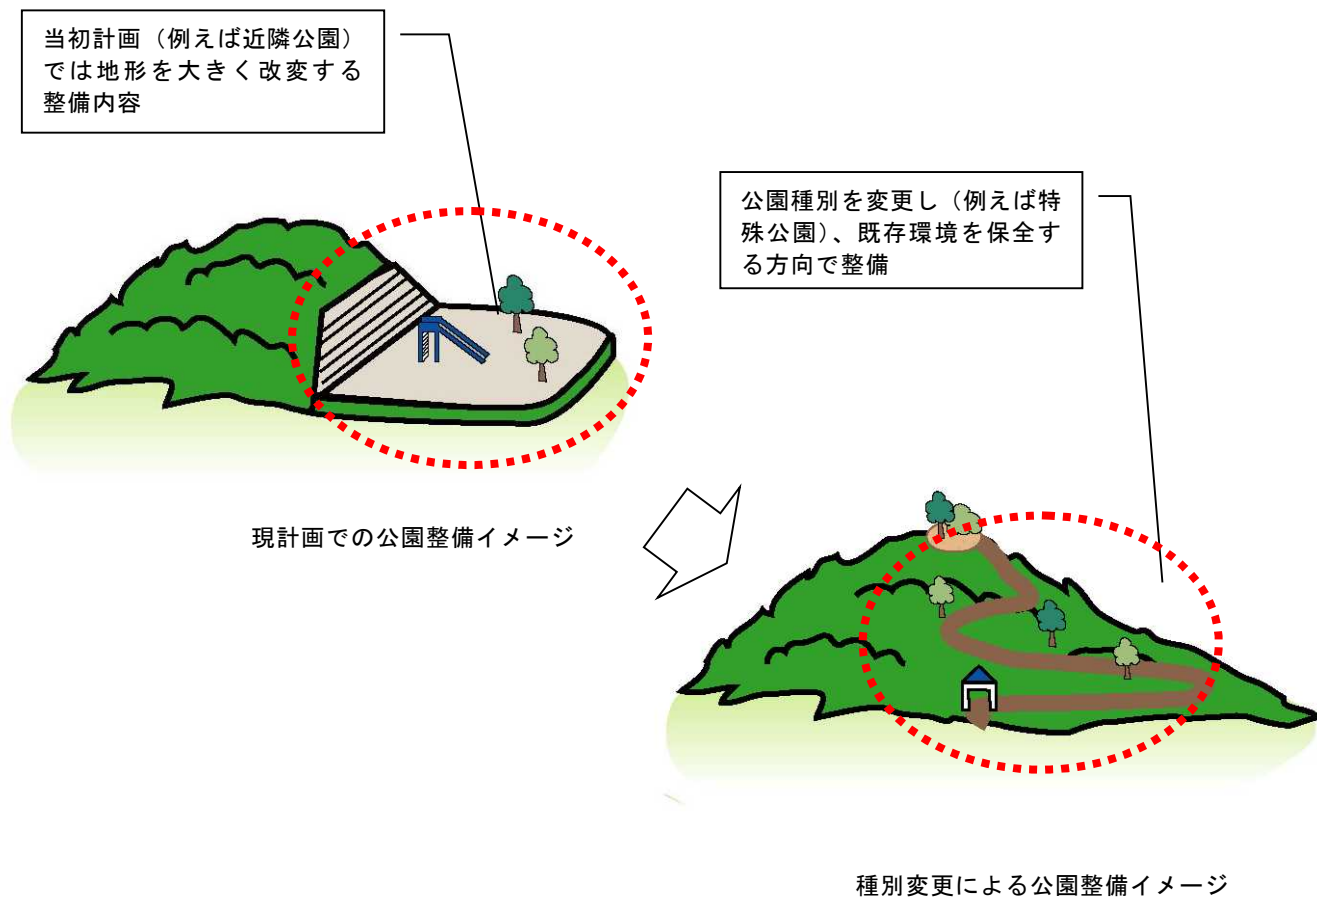 当初計画（例えば近隣公園）
では地形を大きく改変する
整備内容
公園種別を変更し（例えば特
殊公園）、既存環境を保全す
る方向で整備
現計画での公園整備イメージ
種別変更による公園整備イメージ